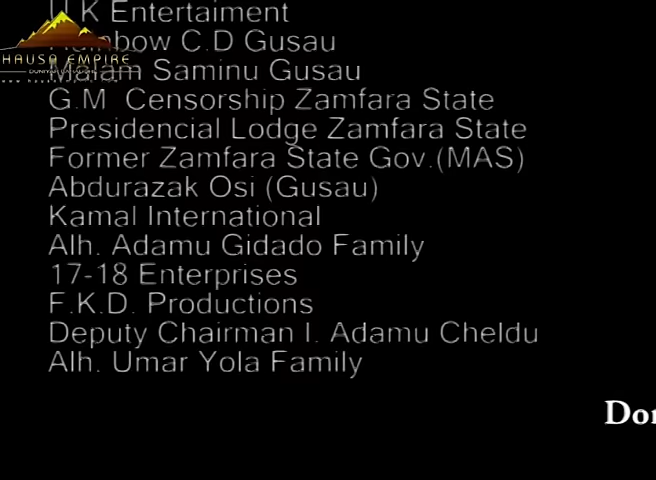 U.K Entertaiment
Rainbow C.D Gusau
Malam Saminu Gusau
G.M Censorship Zamfara State
Presidencial Lodge Zamfara State
Former Zamfara State Gov.(MAS)
Abdurazak Osi (Gusau)
Kamal International
Alh. Adamu Gidado Family
17-18 Enterprises
F.K.D. Productions
Deputy Chairman I. Adamu Cheldu
Alh. Umar Yola Family
HAUSA EMPIRE